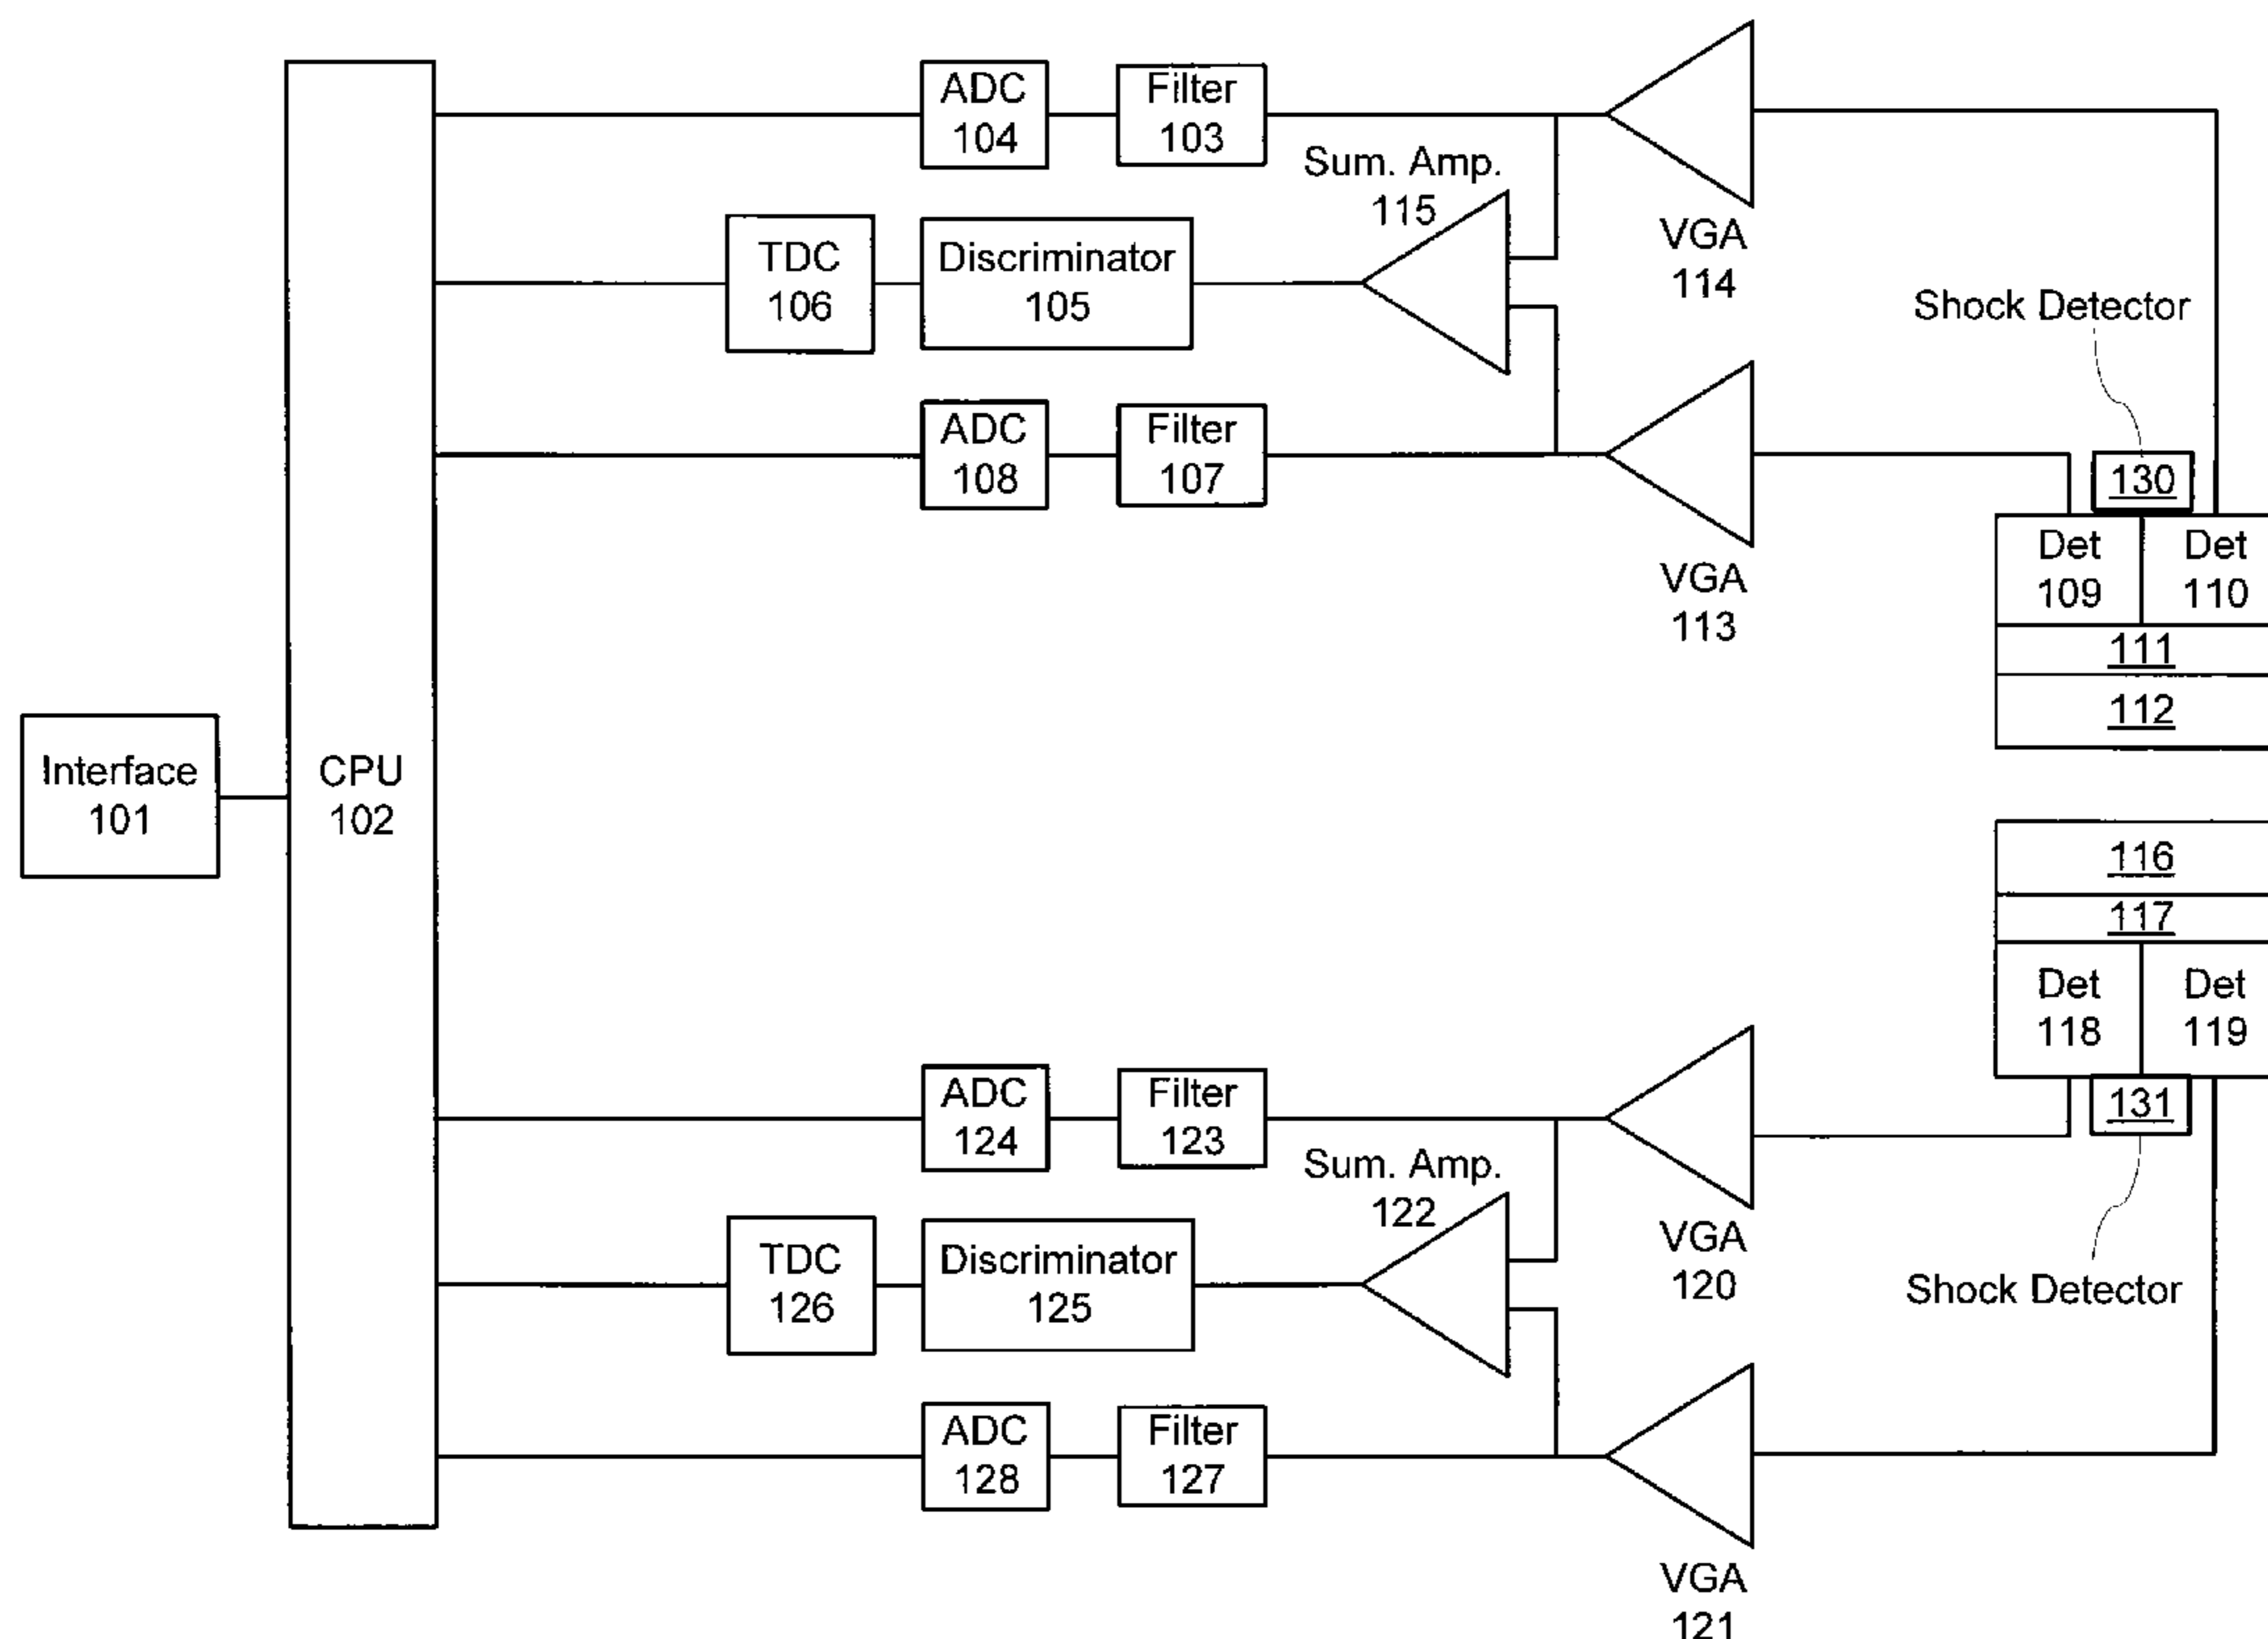 ADC
104
Filter
103
Sum. Amp.
115
VGA
114
TDC
106
Discriminator
105
Shock Detector
ADC
108
Filter
107
VGA
113
130
Det
109
Det
110
111
112
Interface
101
CPU
102
116
117
Det
118
Det
119
131
Shock Detector
ADC
124
Filter
123
Sum. Amp.
122
VGA
120
TDC
126
Discriminator
125
ADC
128
Filter
127
VGA
121